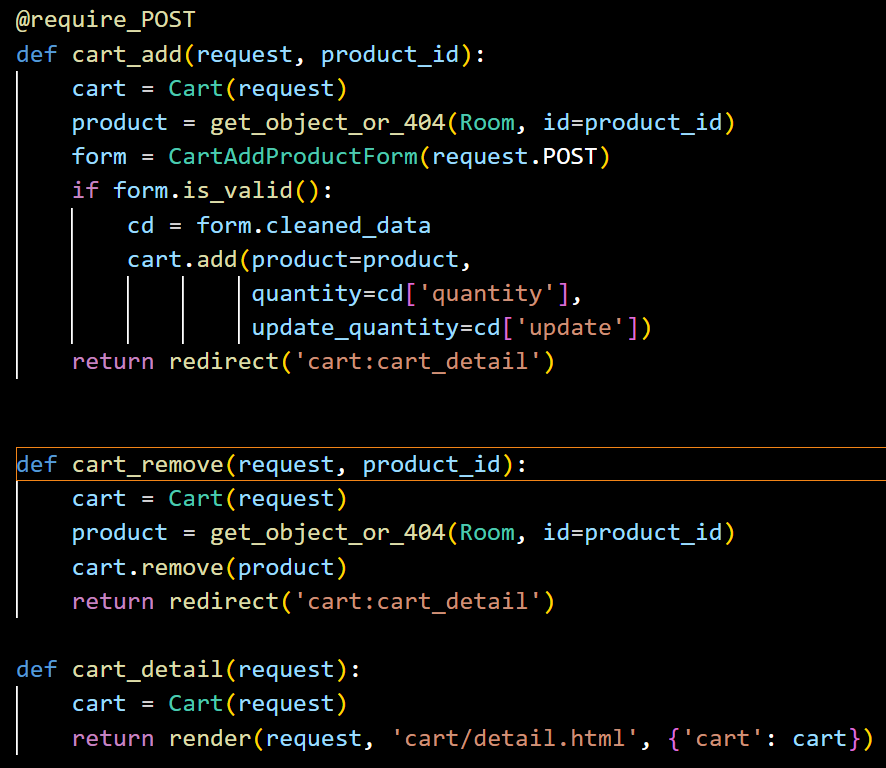 @require_POST
def cart_add(request, product_id):
    cart = Cart(request)
    product = get_object_or_404(Room, id=product_id)
    form = CartAddProductForm(request.POST)
    if form.is_valid():
        cd = form.cleaned_data
        cart.add(product=product,
                 quantity=cd['quantity'],
                 update_quantity=cd['update'])
    return redirect('cart:cart_detail')
def cart_remove(request, product_id):
    cart = Cart(request)
    product = get_object_or_404(Room, id=product_id)
    cart.remove(product)
    return redirect('cart:cart_detail')
def cart_detail(request):
    cart = Cart(request)
    return render(request, 'cart/detail.html', {'cart': cart})